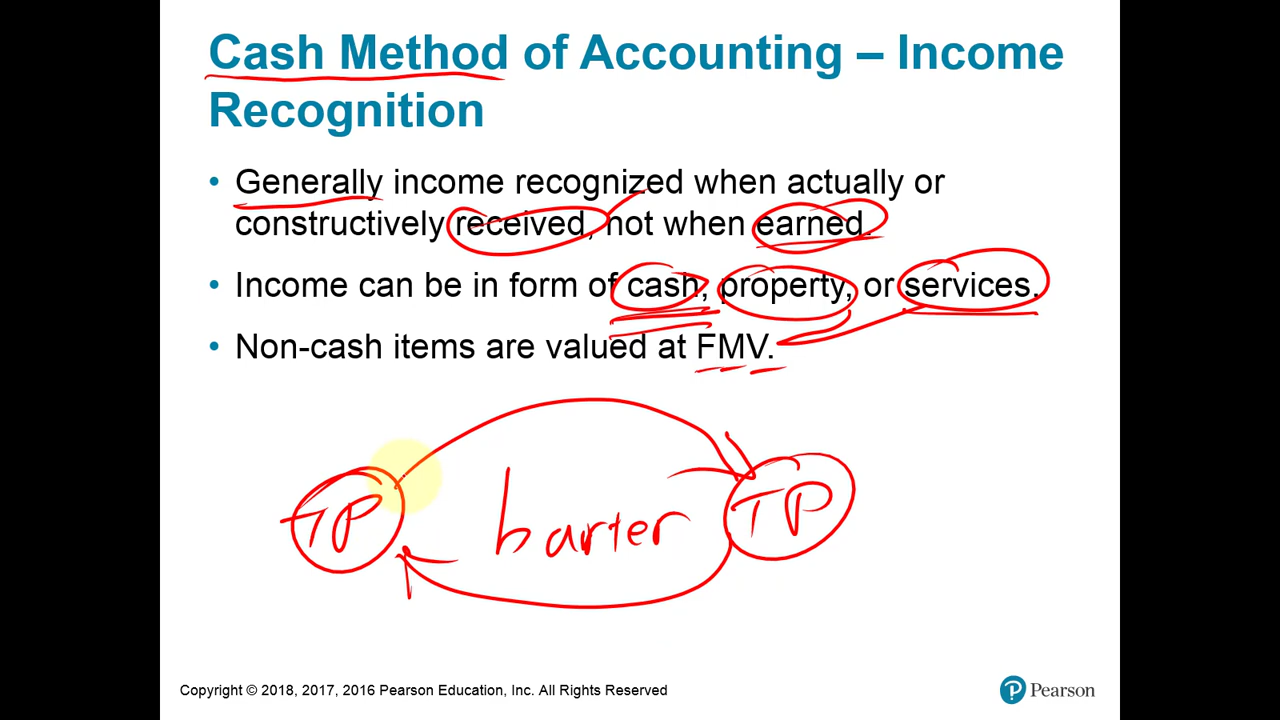 Cash Method of Accounting – Income
Recognition
• Generally income recognized when actually or
constructively received, not when earned.
• Income can be in form of cash, property, or services.
• Non-cash items are valued at FMV.
TP barter TP
Copyright © 2018, 2017, 2016 Pearson Education, Inc. All Rights Reserved
P Pearson